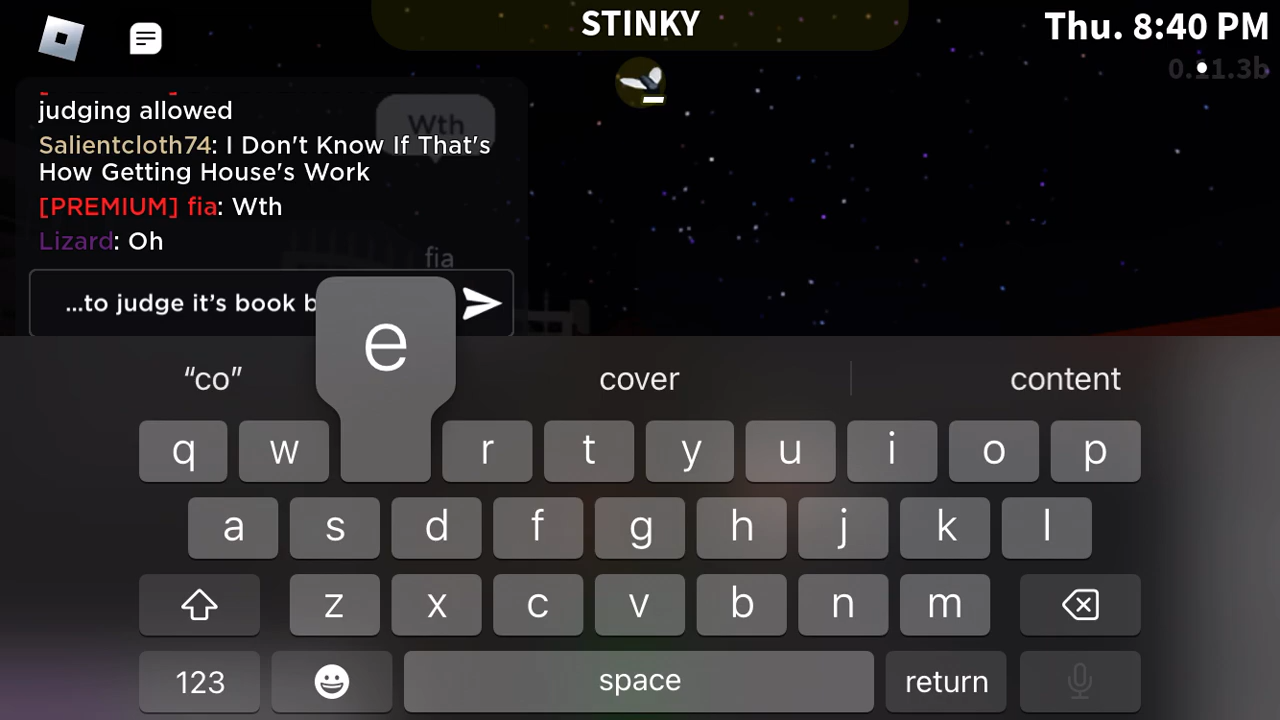 STINKY
Thu. 8:40 PM
0.11.3b
judging allowed
Wth
Salientcloth74: I Don't Know If That's
How Getting House's Work
[PREMIUM] fia: Wth
Lizard: Oh
fia
...to judge it’s book b
e
“co” cover content
q w r t y u i o p
a s d f g h j k l
z x c v b n m
123 space return